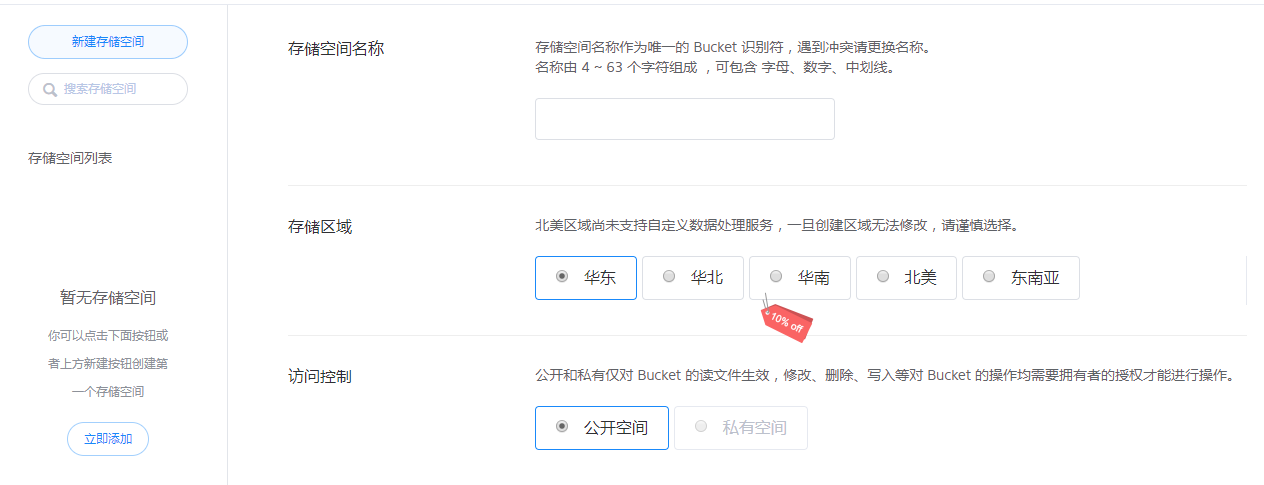 新建存储空间
搜索存储空间
存储空间列表
暂无存储空间
你可以点击下面按钮或
者上方新建按钮创建第
一个存储空间
立即添加
存储空间名称
存储空间名称作为唯一的 Bucket 识别符，遇到冲突请更换名称。
名称由 4 ~ 63 个字符组成 ，可包含 字母、数字、中划线。
存储区域
北美区域尚未支持自定义数据处理服务，一旦创建区域无法修改，请谨慎选择。
华东 华北 华南 北美 东南亚
10% off
访问控制
公开和私有仅对 Bucket 的读文件生效，修改、删除、写入等对 Bucket 的操作均需要拥有者的授权才能进行操作。
公开空间 私有空间